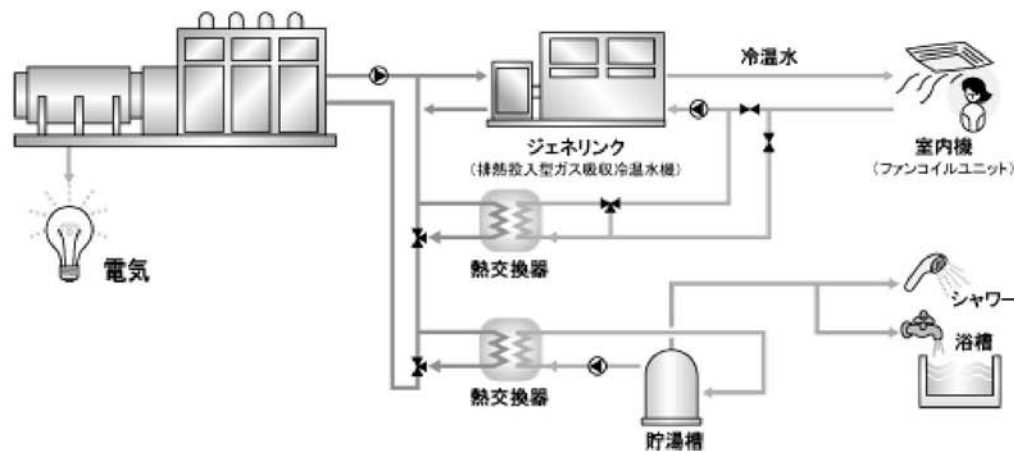 冷温水
ジェネリンク
(排熱投入型ガス吸収冷温水機)
室内機
(ファンコイルユニット)
電気
熱交換器
シャワー
浴槽
熱交換器
貯湯槽